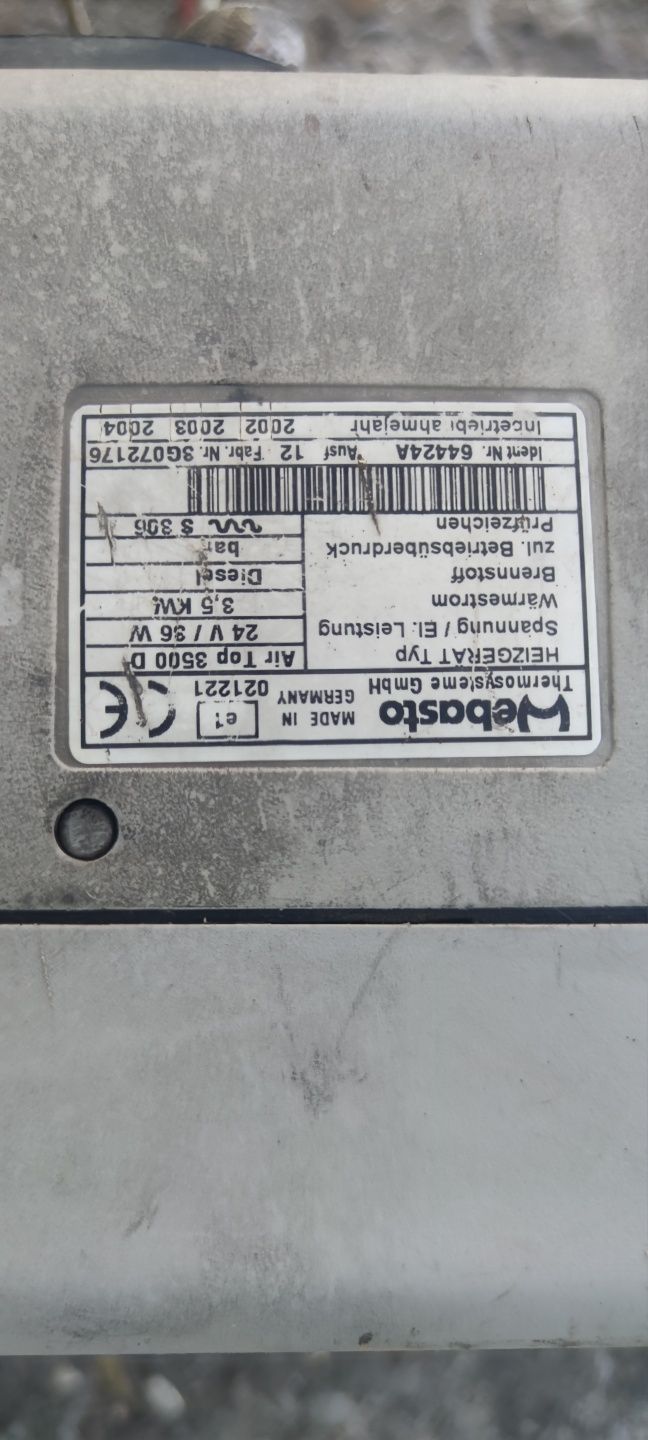 Webasto
Thermosysteme GmbH
MADE IN
GERMANY
e1
021221
CE
HEIZGERÄT Typ Air Top 3500 D
Spannung / El. Leistung 24 V / 36 W
Wärmestrom 3,5 KW
Brennstoff Diesel
zul. Betriebsüberdruck bar
Prüfzeichen S 306
Ident Nr. 64424A Ausf 12 Fabr. Nr. 3G072176
2002 2003 2004